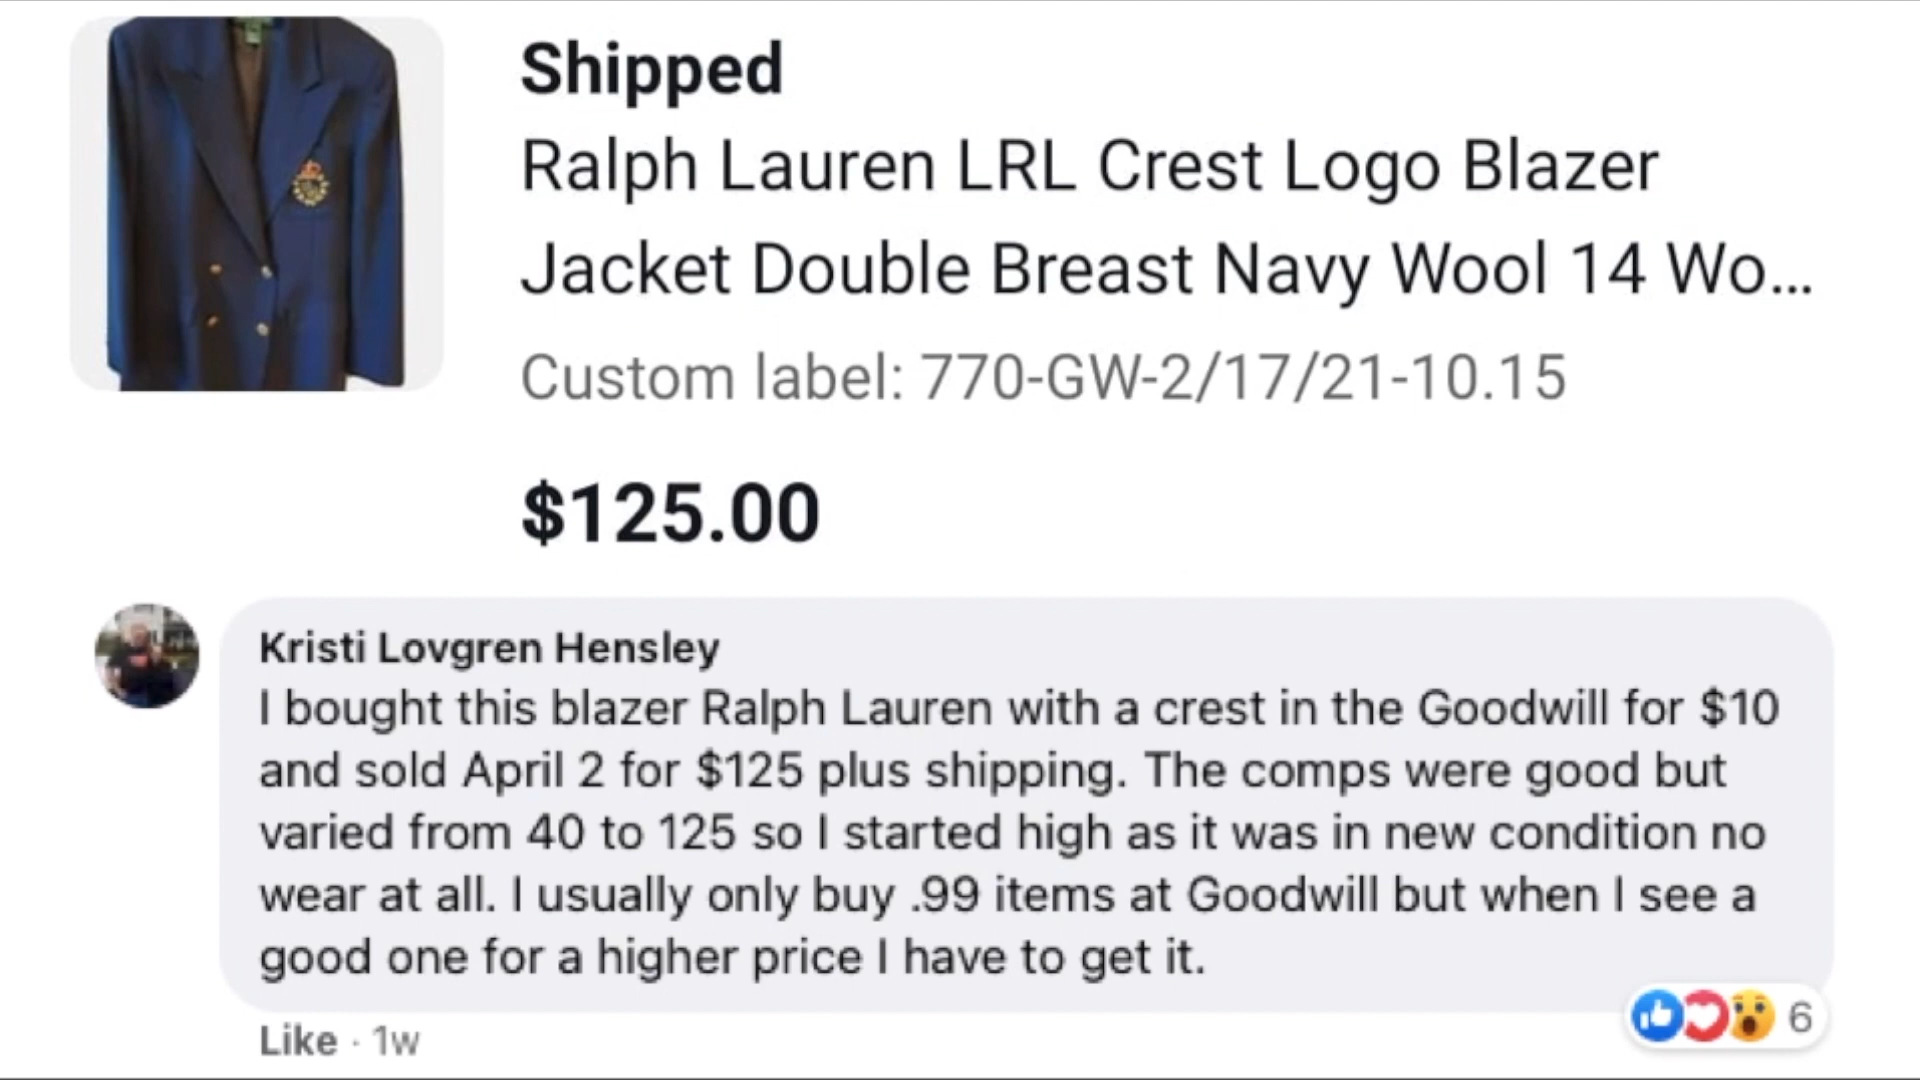 Shipped
Ralph Lauren LRL Crest Logo Blazer
Jacket Double Breast Navy Wool 14 Wo...
Custom label: 770-GW-2/17/21-10.15
$125.00
Kristi Lovgren Hensley
I bought this blazer Ralph Lauren with a crest in the Goodwill for $10
and sold April 2 for $125 plus shipping. The comps were good but
varied from 40 to 125 so I started high as it was in new condition no
wear at all. I usually only buy .99 items at Goodwill but when I see a
good one for a higher price I have to get it.
Like · 1w
6